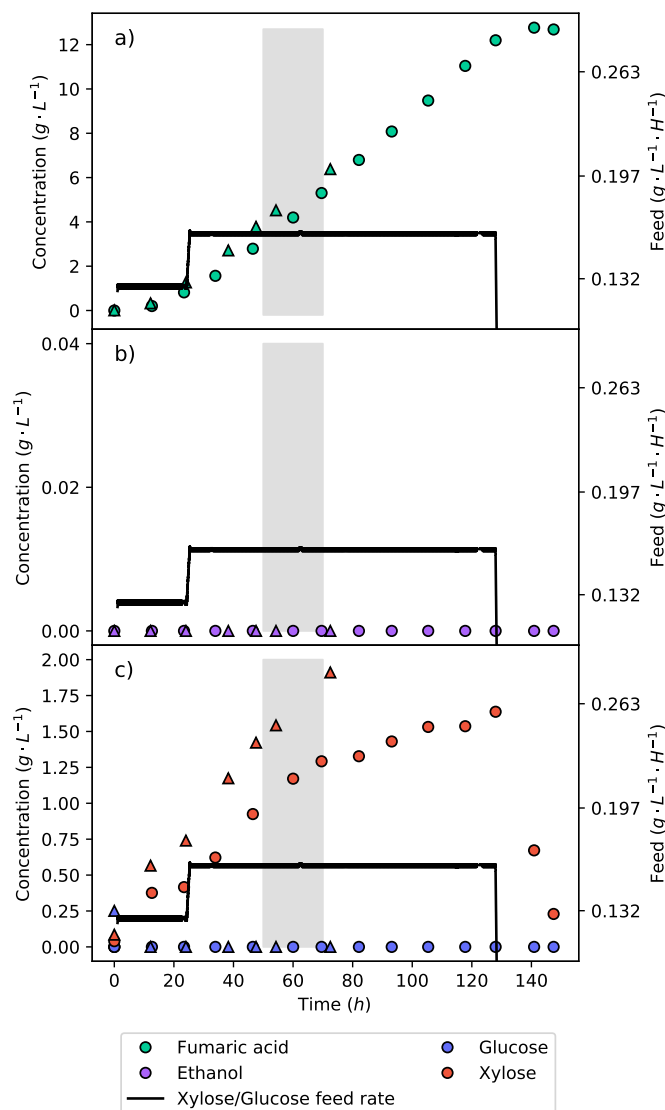 a)
Concentration (g · L⁻¹)
12
10
8
6
4
2
0
0.263
0.197
0.132
Feed (g · L⁻¹ · H⁻¹)
b)
Concentration (g · L⁻¹)
0.04
0.02
0.00
0.263
0.197
0.132
Feed (g · L⁻¹ · H⁻¹)
c)
Concentration (g · L⁻¹)
2.00
1.75
1.50
1.25
1.00
0.75
0.50
0.25
0.00
0.263
0.197
0.132
Feed (g · L⁻¹ · H⁻¹)
0 20 40 60 80 100 120 140
Time (h)
Fumaric acid Glucose
Ethanol Xylose
Xylose/Glucose feed rate